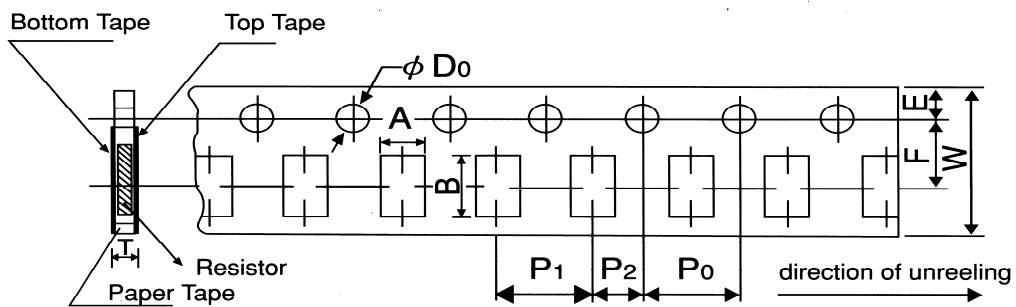 Bottom Tape
Top Tape
ϕ D0
A
B
E
F
W
T
Resistor
Paper Tape
P1
P2
P0
direction of unreeling